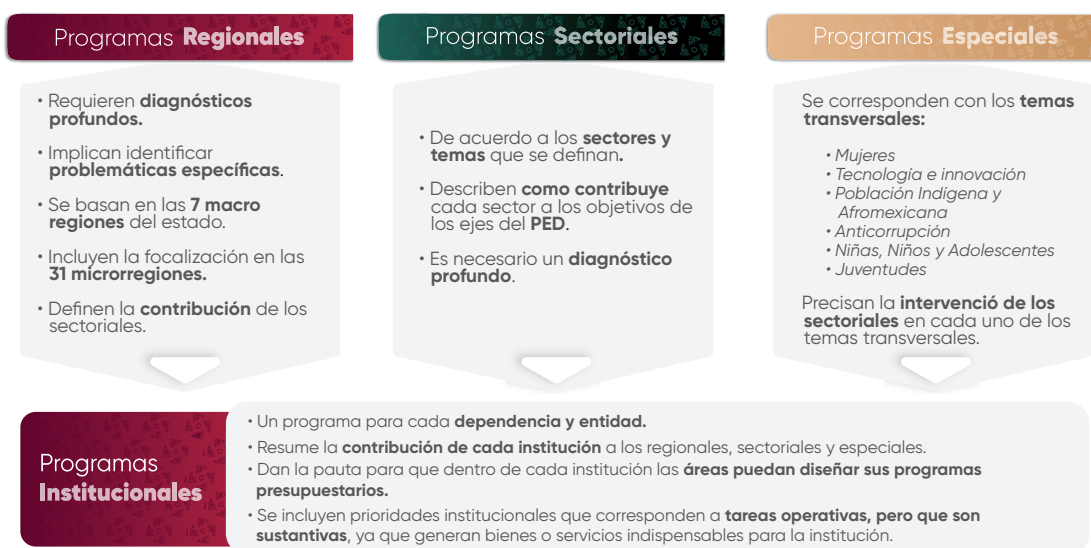 Programas Regionales
• Requieren diagnósticos
profundos.
• Implican identificar
problemáticas específicas.
• Se basan en las 7 macro
regiones del estado.
• Incluyen la focalización en las
31 microrregiones.
• Definen la contribución de los
sectoriales.
Programas Sectoriales
• De acuerdo a los sectores y
temas que se definan.
• Describen como contribuye
cada sector a los objetivos de
los ejes del PED.
• Es necesario un diagnóstico
profundo.
Programas Especiales
Se corresponden con los temas
transversales:
• Mujeres
• Tecnología e innovación
• Población Indígena y
Afromexicana
• Anticorrupción
• Niñas, Niños y Adolescentes
• Juventudes
Precisan la intervenció de los
sectoriales en cada uno de los
temas transversales.
Programas
Institucionales
• Un programa para cada dependencia y entidad.
• Resume la contribución de cada institución a los regionales, sectoriales y especiales.
• Dan la pauta para que dentro de cada institución las áreas puedan diseñar sus programas
presupuestarios.
• Se incluyen prioridades institucionales que corresponden a tareas operativas, pero que son
sustantivas, ya que generan bienes o servicios indispensables para la institución.